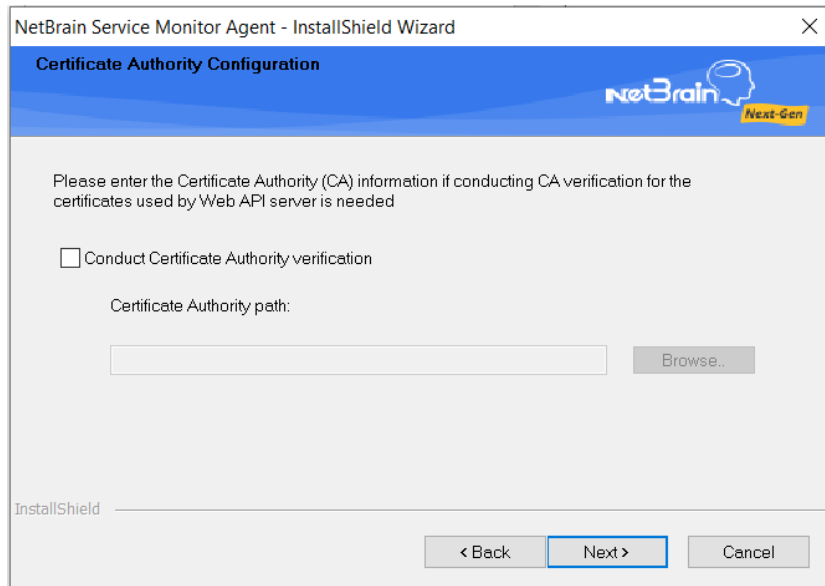 NetBrain Service Monitor Agent - InstallShield Wizard
Certificate Authority Configuration
NetBrain
Next-Gen
Please enter the Certificate Authority (CA) information if conducting CA verification for the
certificates used by Web API server is needed
Conduct Certificate Authority verification
Certificate Authority path:
Browse..
InstallShield
< Back
Next >
Cancel